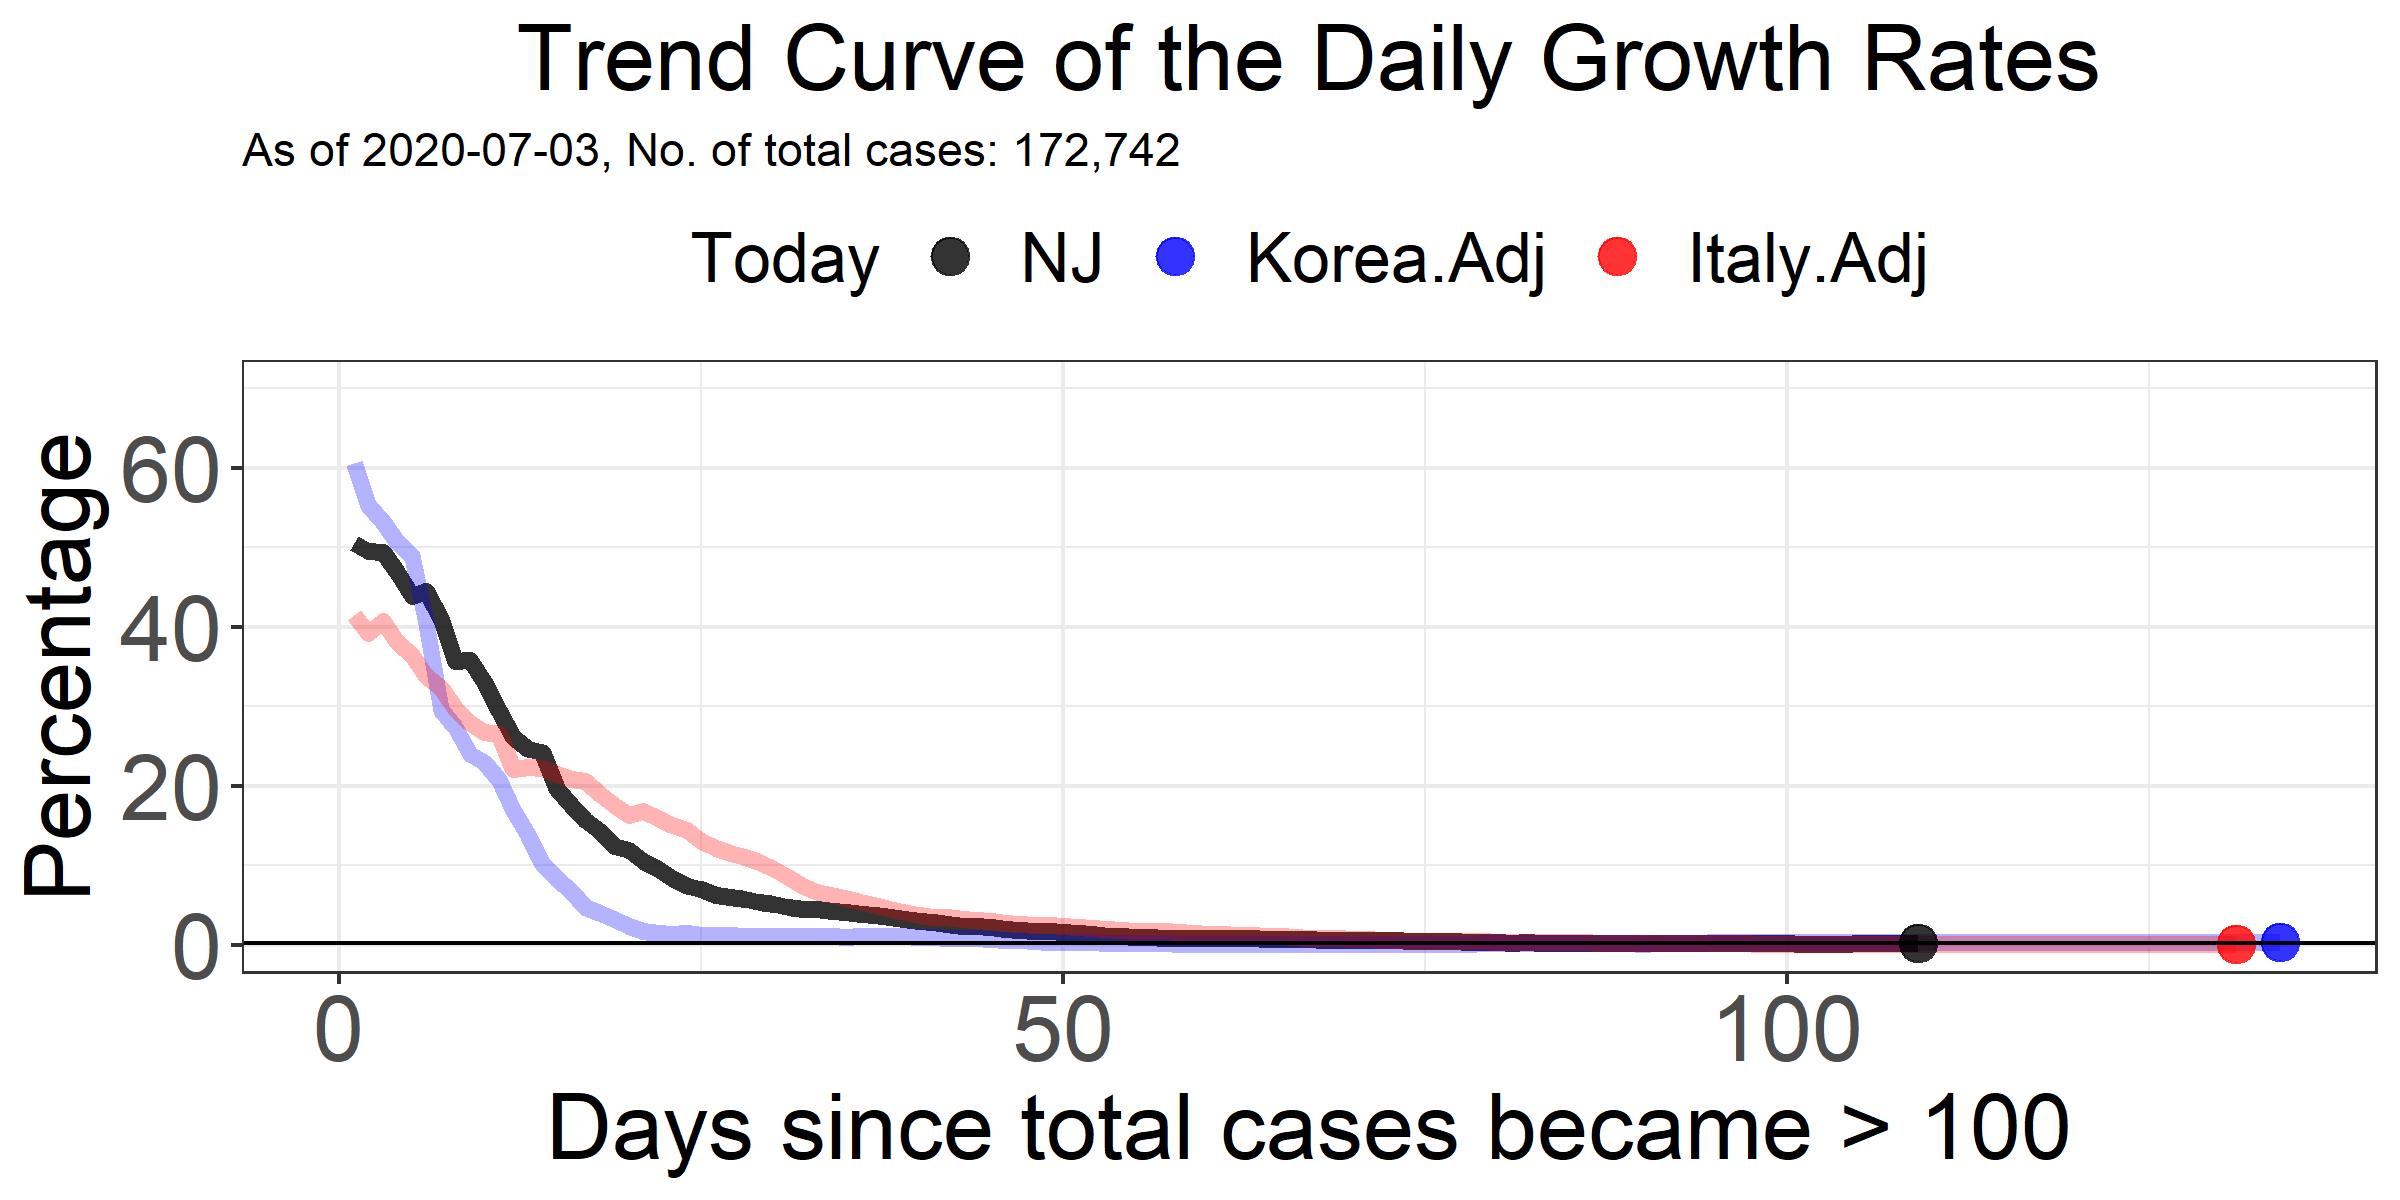 Trend Curve of the Daily Growth Rates
As of 2020-07-03, No. of total cases: 172,742
Today NJ Korea.Adj Italy.Adj
Percentage
60
40
20
0
0 50 100
Days since total cases became > 100